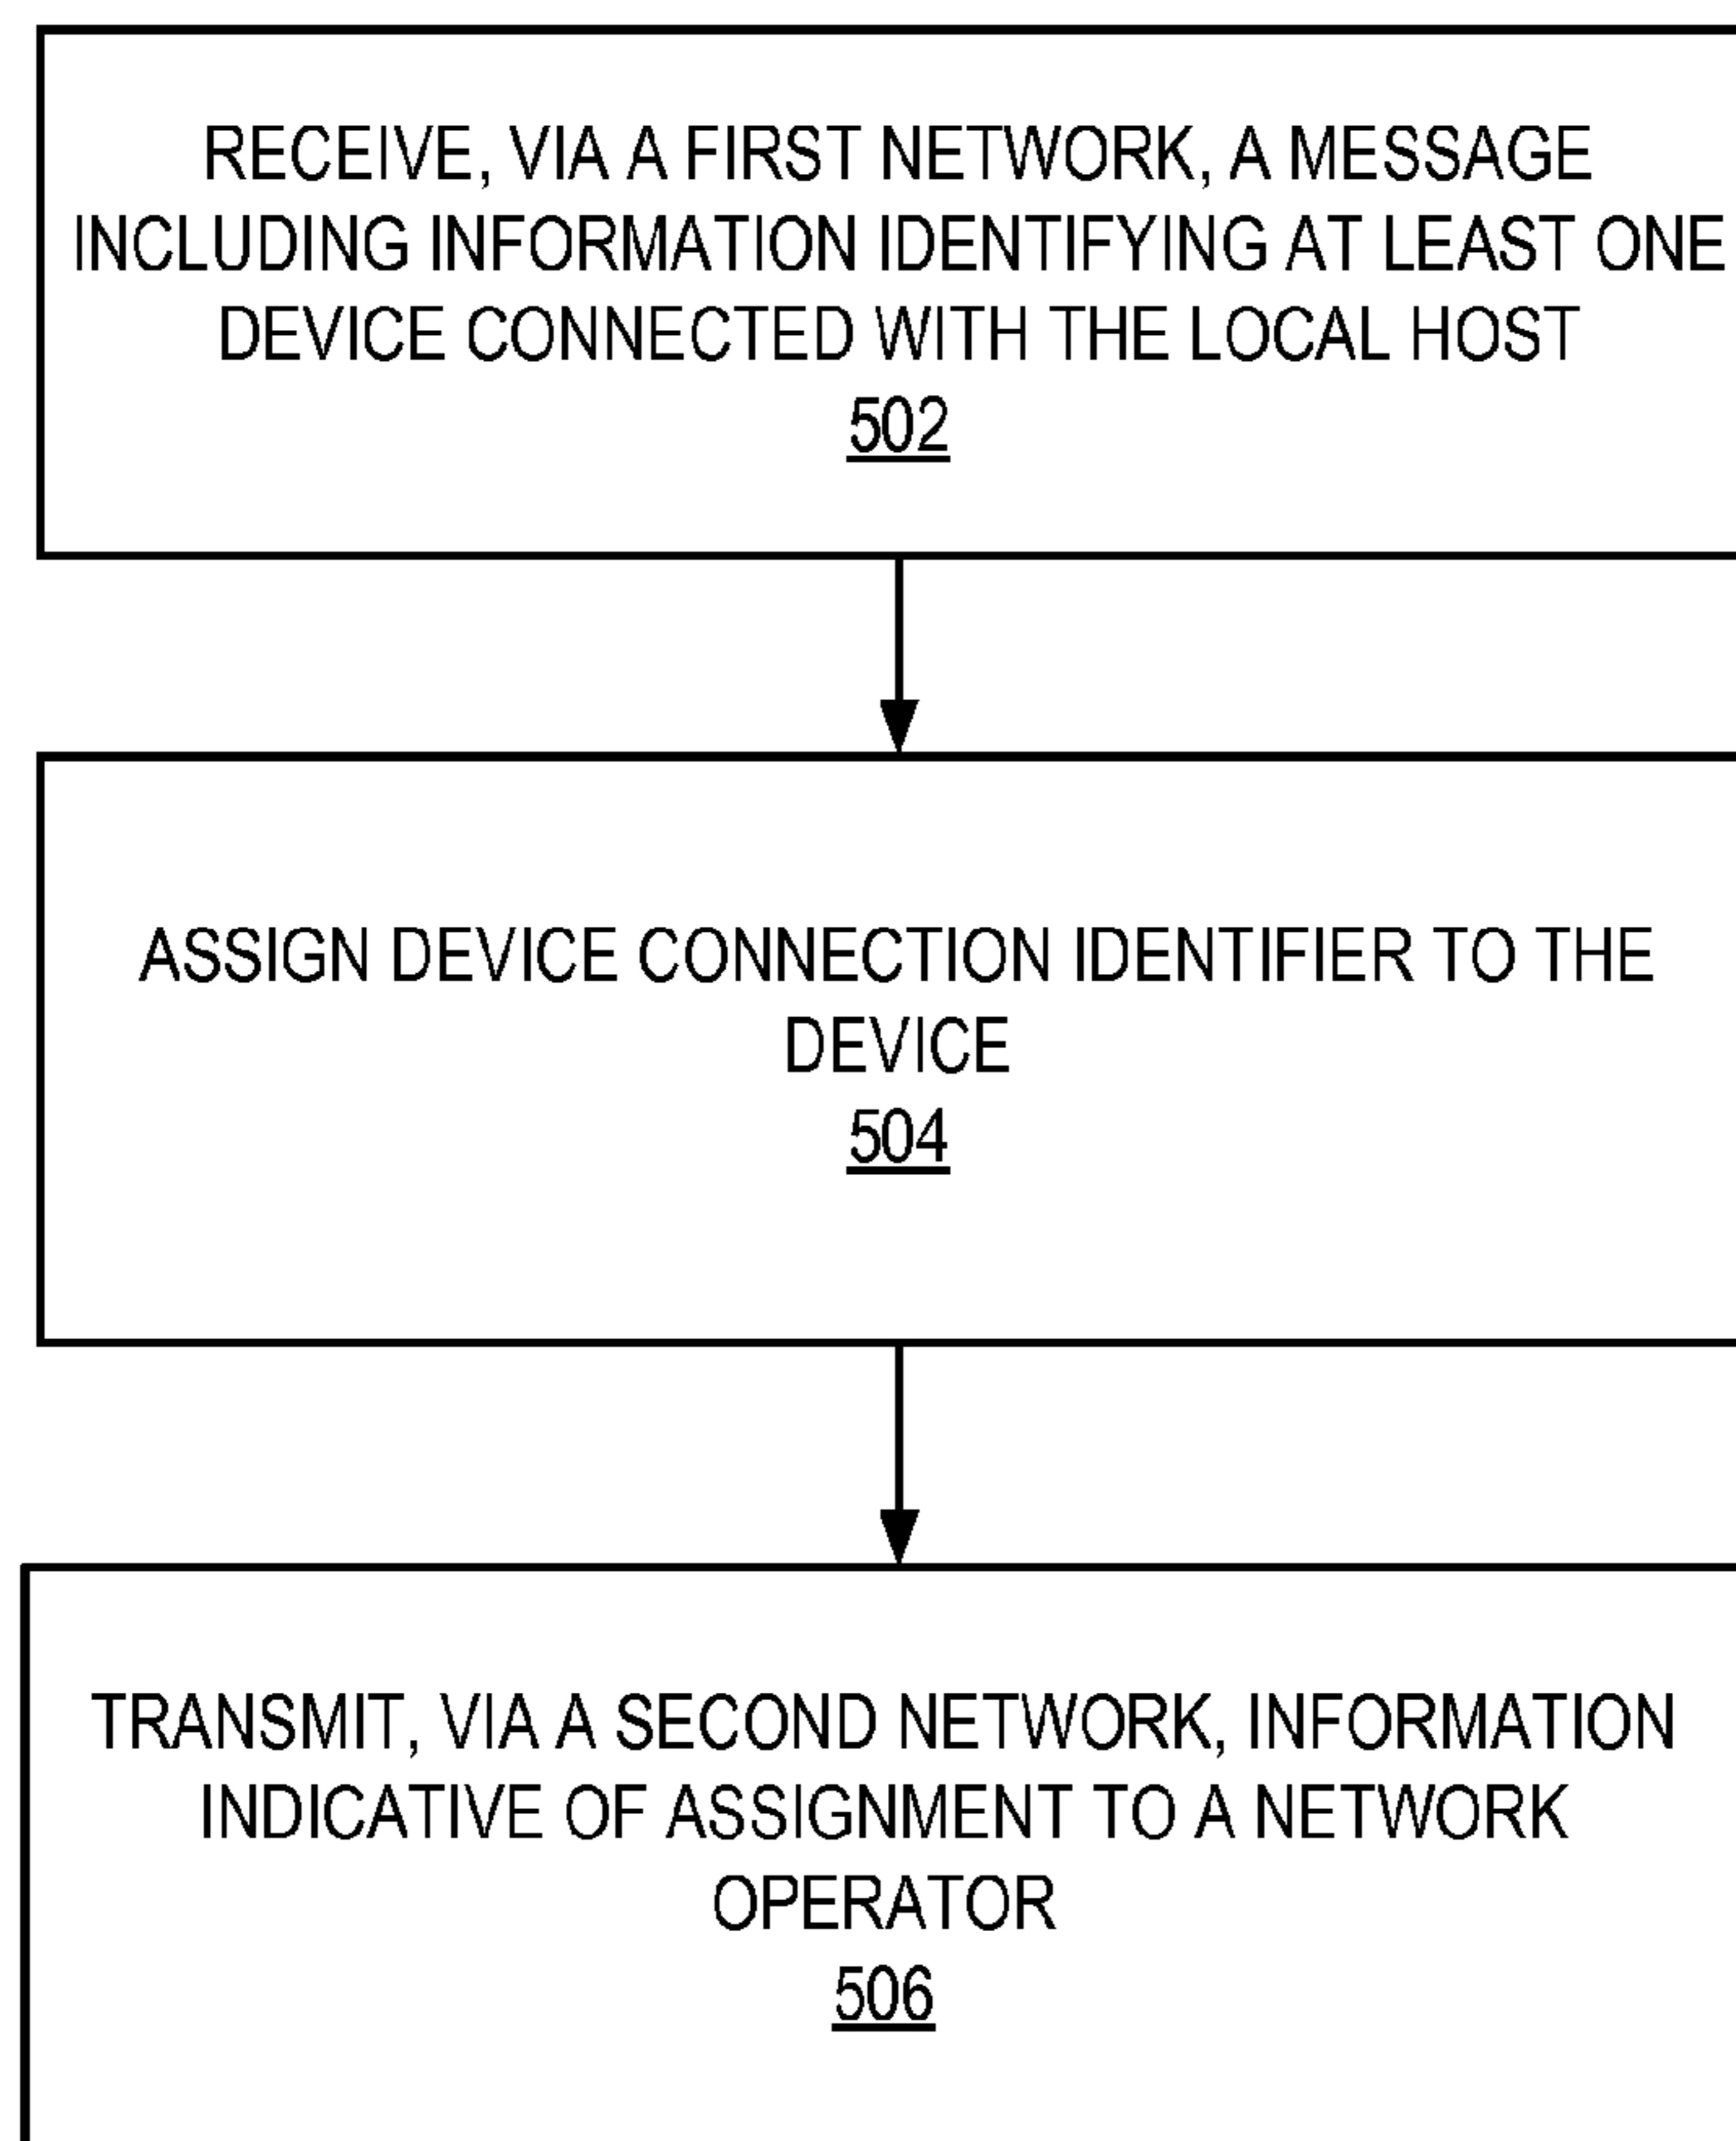 RECEIVE, VIA A FIRST NETWORK, A MESSAGE
INCLUDING INFORMATION IDENTIFYING AT LEAST ONE
DEVICE CONNECTED WITH THE LOCAL HOST
502
ASSIGN DEVICE CONNECTION IDENTIFIER TO THE
DEVICE
504
TRANSMIT, VIA A SECOND NETWORK, INFORMATION
INDICATIVE OF ASSIGNMENT TO A NETWORK
OPERATOR
506